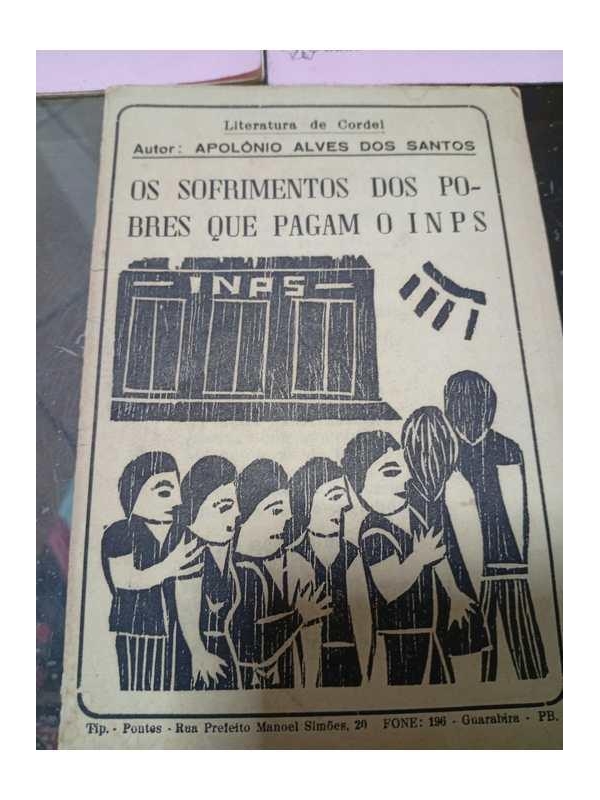 Literatura de Cordel
Autor: APOLÔNIO ALVES DOS SANTOS
OS SOFRIMENTOS DOS PO-
BRES QUE PAGAM O INPS
INPS
Tip. - Pontes - Rua Prefeito Manoel Simões, 20 FONE: 196 - Guarabira - PB.